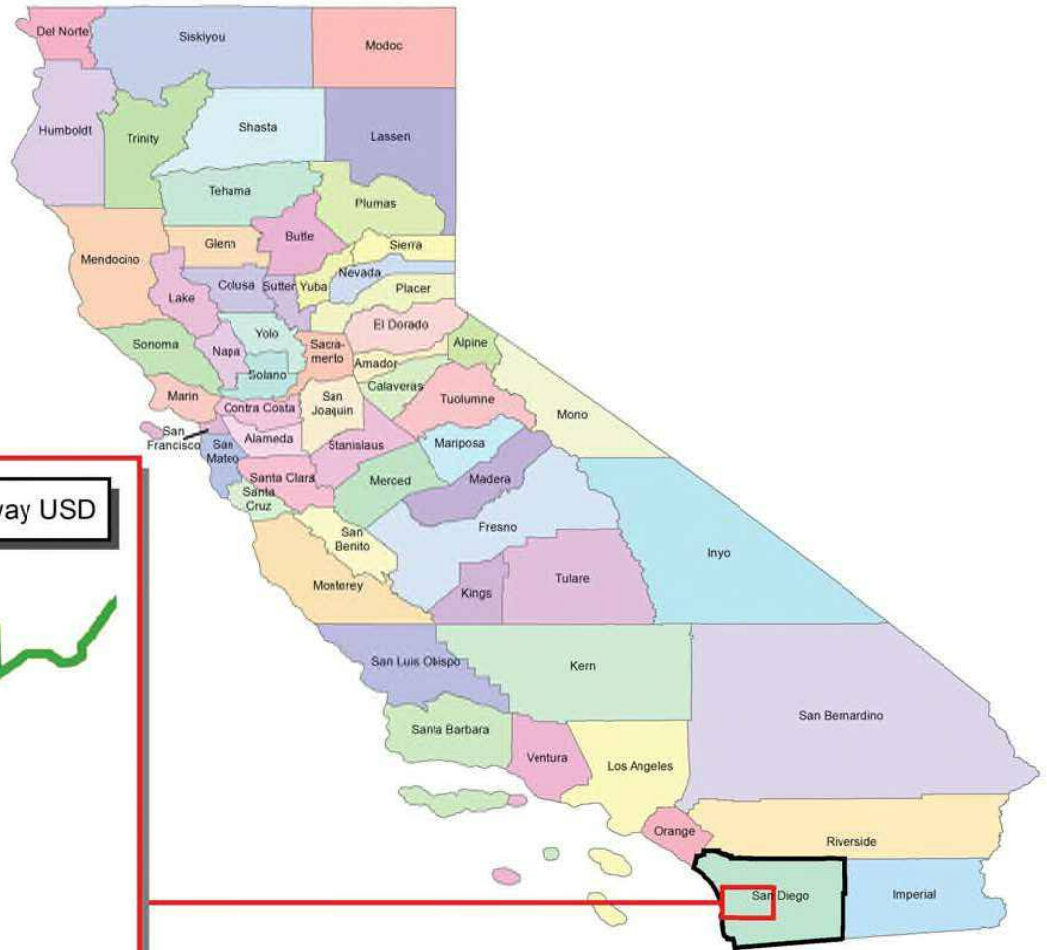 Del Norte
Siskiyou
Modoc
Humboldt
Trinity
Shasta
Lassen
Tehama
Plumas
Mendocino
Glenn
Butte
Sierra
Lake
Colusa
Sutter
Yuba
Nevada
Placer
Sonoma
Napa
Yolo
El Dorado
Sacra-
mento
Alpine
Solano
Amador
Calaveras
Marin
Contra Costa
San
Joaquin
Tuolumne
Mono
San
Francisco
San
Mateo
Alameda
Stanislaus
Mariposa
Santa Clara
Santa
Cruz
Merced
Madera
way USD
San
Benito
Fresno
Inyo
Monterey
Kings
Tulare
San Luis Obispo
Kern
San Bernardino
Santa Barbara
Ventura
Los Angeles
Orange
Riverside
San Diego
Imperial